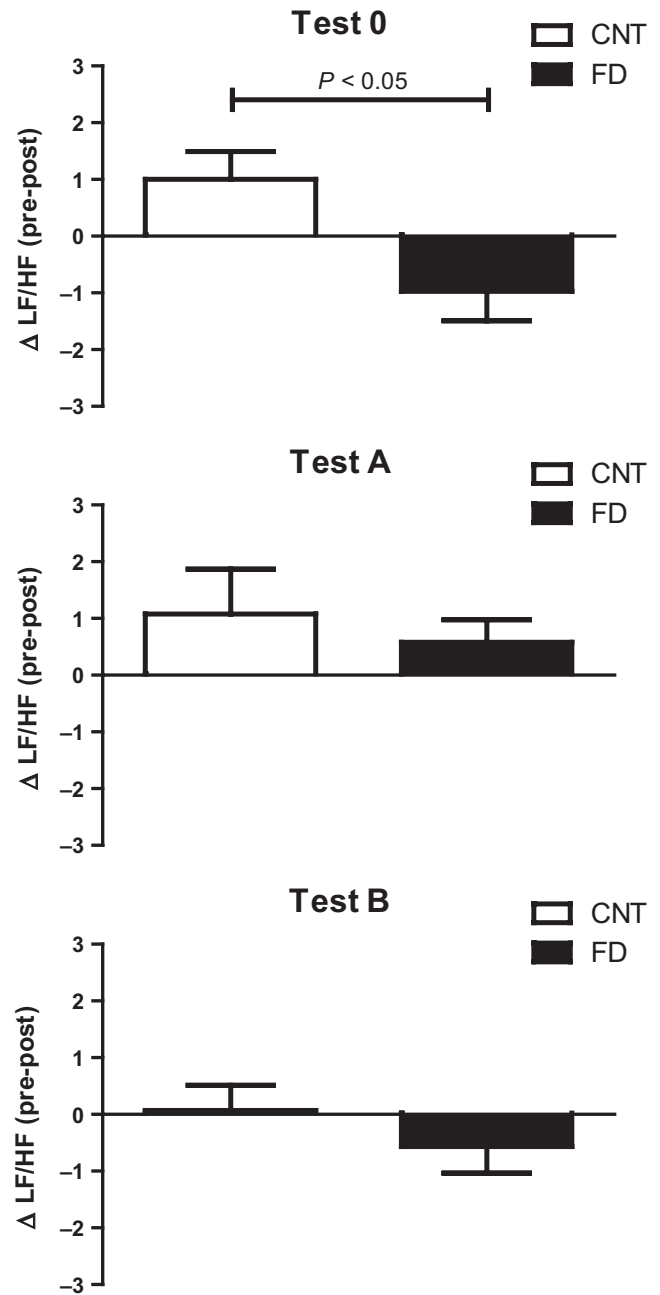 Test 0
CNT
FD
P < 0.05
Δ LF/HF (pre-post)
3
2
1
0
–1
–2
–3
Test A
CNT
FD
Δ LF/HF (pre-post)
3
2
1
0
–1
–2
–3
Test B
CNT
FD
Δ LF/HF (pre-post)
3
2
1
0
–1
–2
–3